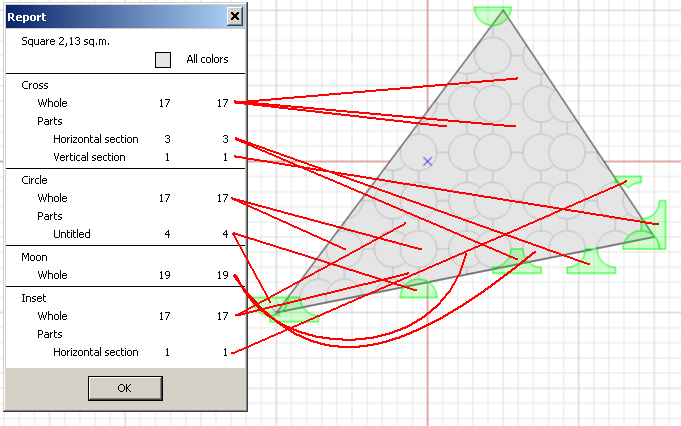 Report
Square 2,13 sq.m.
All colors
Cross
Whole 17 17
Parts
Horizontal section 3 3
Vertical section 1 1
Circle
Whole 17 17
Parts
Untitled 4 4
Moon
Whole 19 19
Inset
Whole 17 17
Parts
Horizontal section 1 1
OK